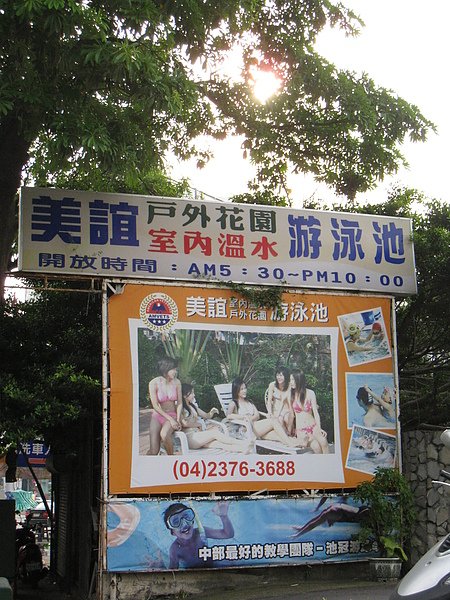 美誼 戶外花園 室內溫水 游泳池
開放時間：AM5：30~PM10：00
美誼 室內溫水 戶外花園 游泳池
(04)2376-3688
中部最好的教學團隊－池冠游
洗車